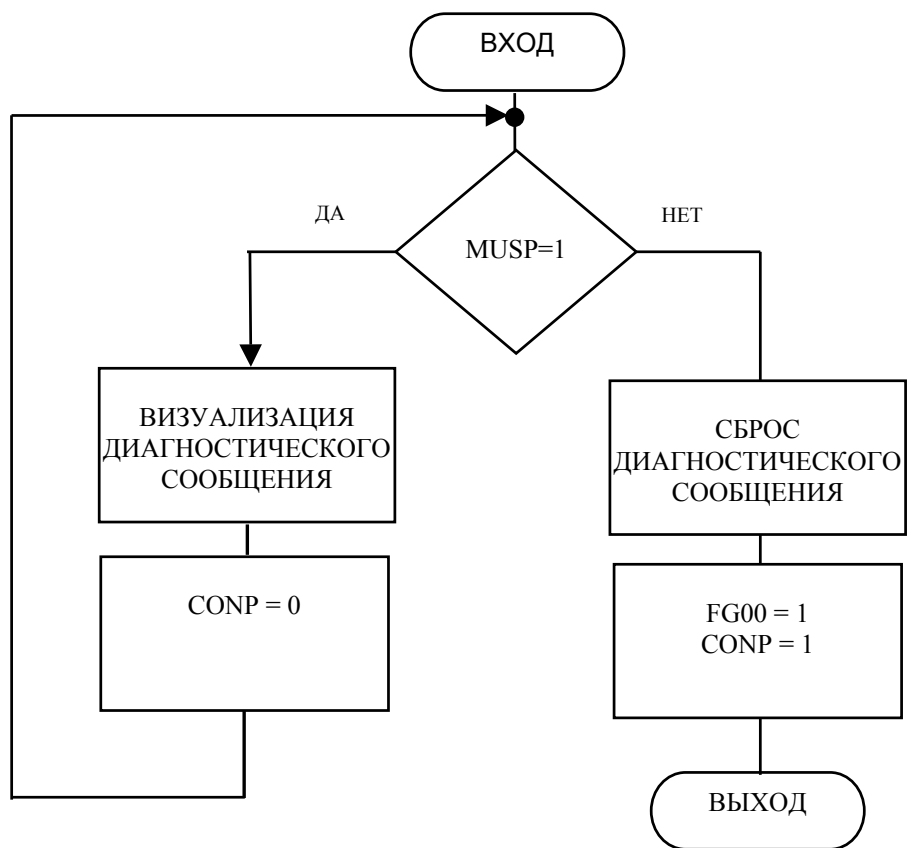 ВХОД
ДА
НЕТ
MUSP=1
ВИЗУАЛИЗАЦИЯ
ДИАГНОСТИЧЕСКОГО
СООБЩЕНИЯ
СБРОС
ДИАГНОСТИЧЕСКОГО
СООБЩЕНИЯ
CONP = 0
FG00 = 1
CONP = 1
ВЫХОД